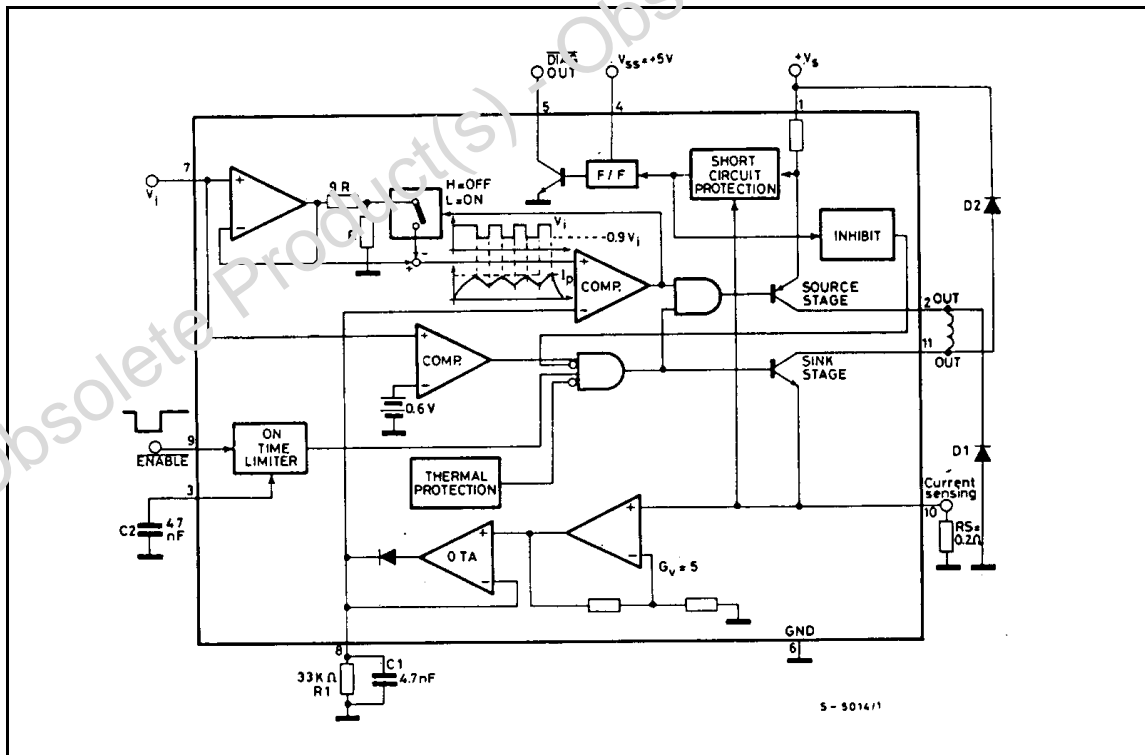 Obsolete Product(s) - Obs
DIAG
OUT
VSS=+5V
+VS
5
4
1
7
Vi
9R
R
H=OFF
L=ON
Vi
0.9Vi
Ip
F/F
SHORT
CIRCUIT
PROTECTION
INHIBIT
D2
+
-
+
-
+
COMP.
-
SOURCE
STAGE
2
OUT
11
OUT
+
COMP.
-
0.6V
SINK
STAGE
9
ENABLE
ON
TIME
LIMITER
3
C2
47
nF
THERMAL
PROTECTION
D1
Current
sensing
10
RS=
0.2Ω
+
OTA
-
+
-
Gv=5
GND
6
8
33KΩ
R1
C1
4.7nF
S-5014/1